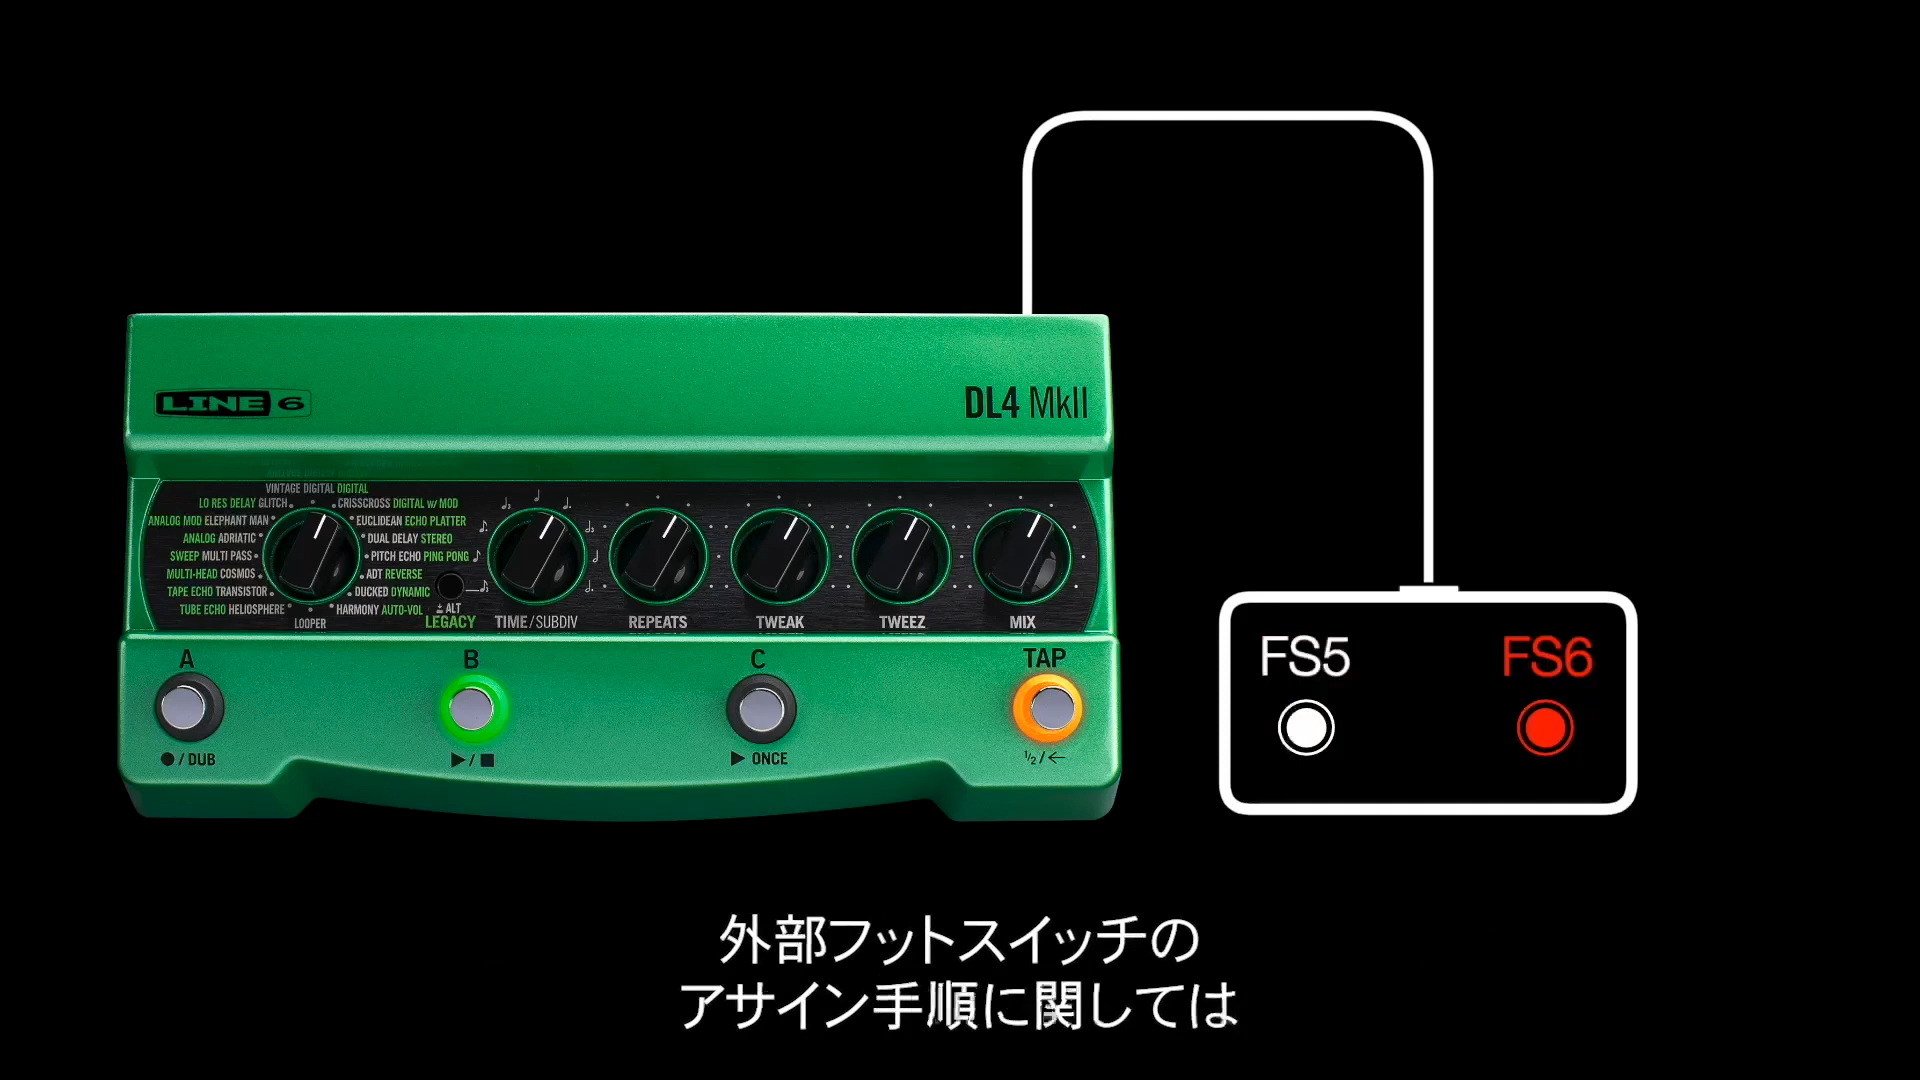 LINE 6
DL4 MkII
VINTAGE DIGITAL DIGITAL
LO RES DELAY GLITCH
CRISSCROSS DIGITAL w/ MOD
ANALOG MOD ELEPHANT MAN
EUCLIDEAN ECHO PLATTER
ANALOG ADRIATIC
DUAL DELAY STEREO
SWEEP MULTI PASS
PITCH ECHO PING PONG
MULTI-HEAD COSMOS
ADT REVERSE
TAPE ECHO TRANSISTOR
DUCKED DYNAMIC
TUBE ECHO HELIOSPHERE
HARMONY AUTO-VOL
ALT
LOOPER
LEGACY
TIME/SUBDIV
REPEATS
TWEAK
TWEEZ
MIX
A
B
C
TAP
●/DUB
▶/■
▶ ONCE
½/←
FS5
FS6
外部フットスイッチの
アサイン手順に関しては